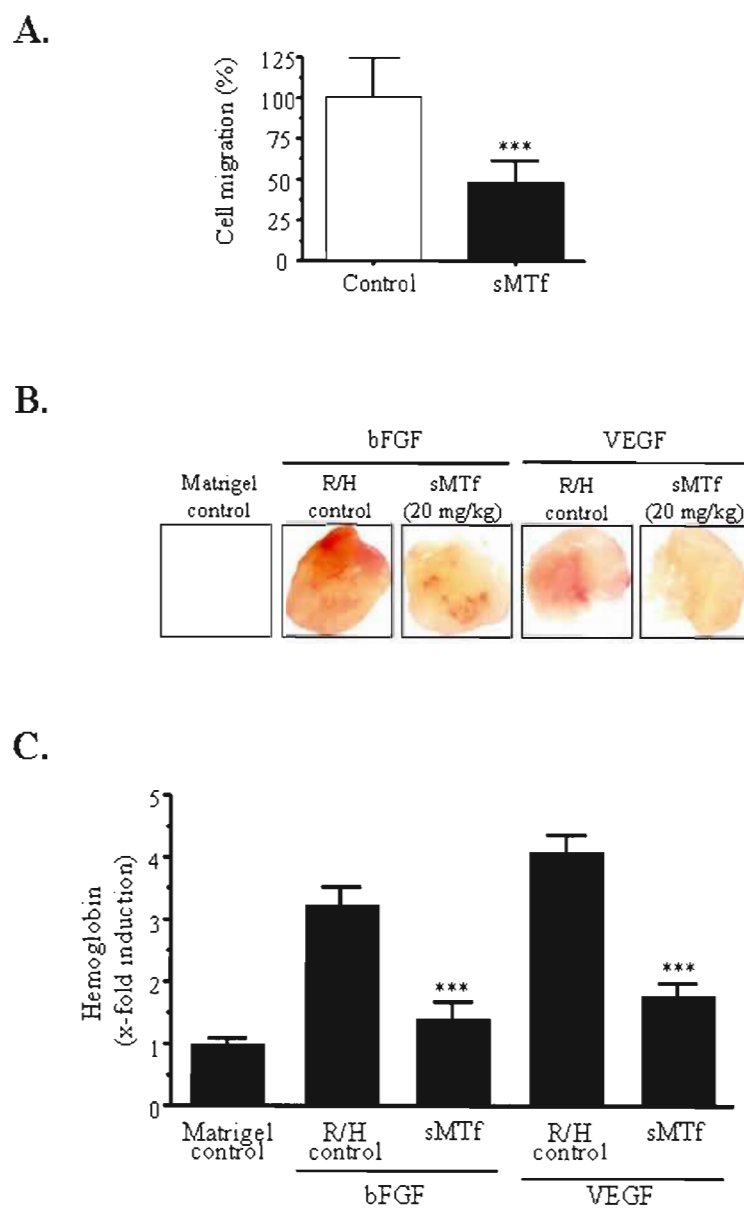 A.
125
100
75
50
25
0
Cell migration (%)
***
Control sMTf
B.
bFGF VEGF
Matrigel control
R/H control
sMTf (20 mg/kg)
R/H control
sMTf (20 mg/kg)
C.
5
4
3
2
1
0
Hemoglobin
(x-fold induction)
***
***
Matrigel control
R/H control
sMTf
R/H control
sMTf
bFGF VEGF